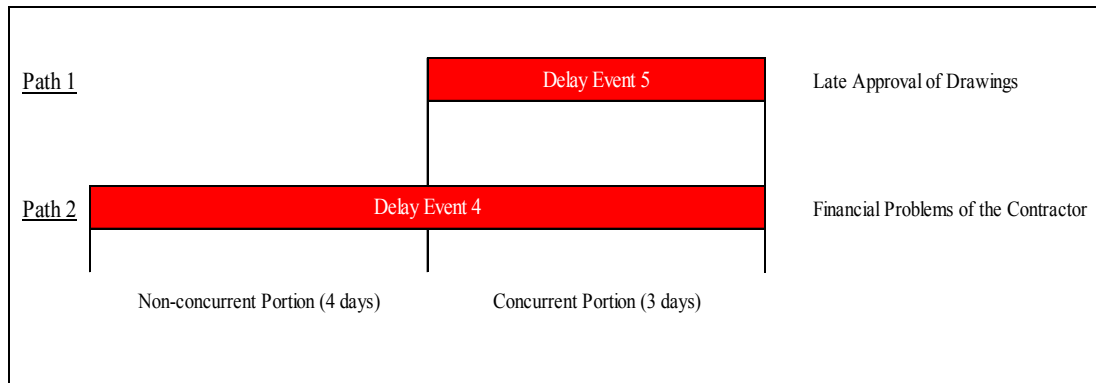 Path 1
Delay Event 5
Late Approval of Drawings
Path 2
Delay Event 4
Financial Problems of the Contractor
Non-concurrent Portion (4 days)
Concurrent Portion (3 days)